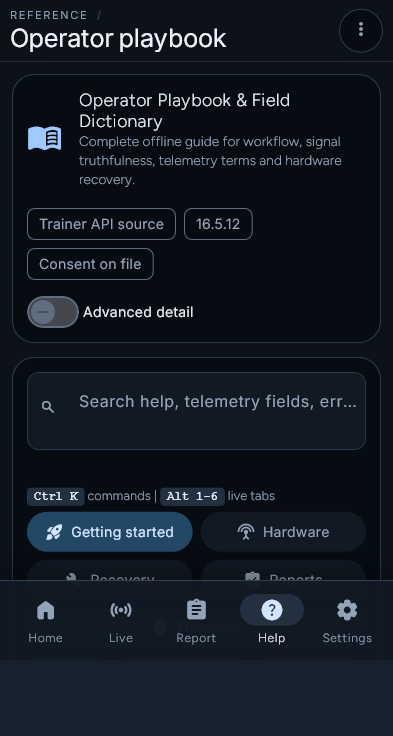 REFERENCE /
Operator playbook
Operator Playbook & Field
Dictionary
Complete offline guide for workflow, signal
truthfulness, telemetry terms and hardware
recovery.
Trainer API source
16.5.12
Consent on file
Advanced detail
Search help, telemetry fields, err...
Ctrl K commands | Alt 1-6 live tabs
Getting started
Hardware
Recovery
Reports
Home
Live
Report
Help
Settings